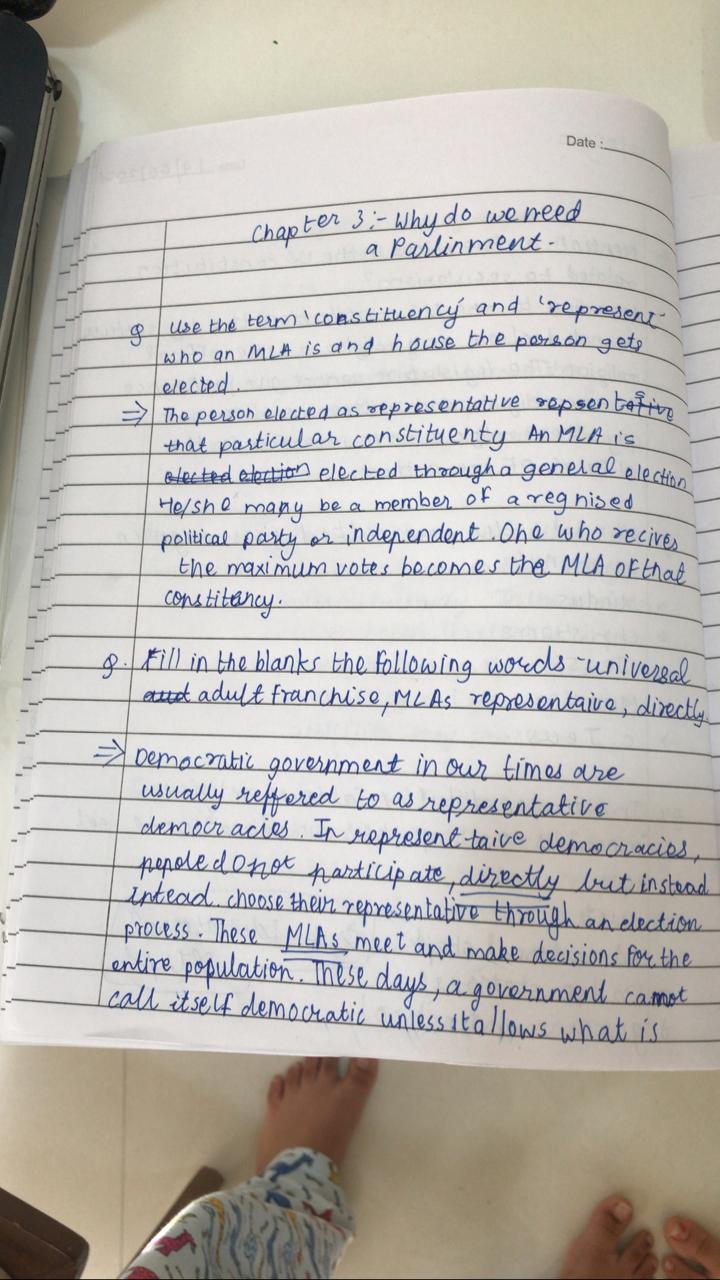 Date :
Chapter 3:- Why do we need
a Parlinment.
Q Use the term 'constituency' and 'represent-
who an MLA is and house the person gets
elected.
⇒ The person elected as representative repsentative
that particular constituenty An MLA is
elected election elected through a general election
He/she many be a member of a regnised
political party or independent. One who recives
the maximum votes becomes the MLA of that
constitency.
Q. Fill in the blanks the following words - universal
aud adult franchise, MLAs representaive, directly
⇒ Democratic government in our times are
usually reffered to as representative
democracies. In represent-taive democracies,
pepole do not participate, directly but instead
intead. choose their representative through an election
process. These MLAs meet and make decisions for the
entire population. These days, a government cannot
call itself democratic unless it allows what is